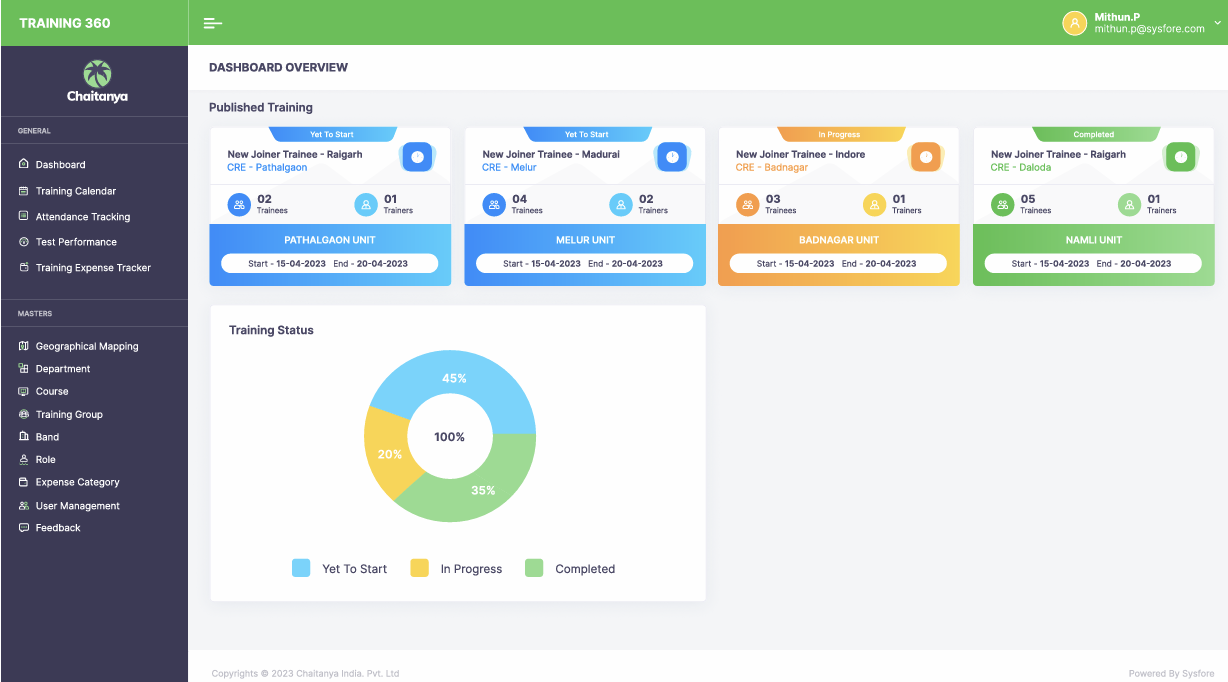 TRAINING 360
Mithun.P
mithun.p@sysfore.com
Chaitanya
GENERAL
Dashboard
Training Calendar
Attendance Tracking
Test Performance
Training Expense Tracker
MASTERS
Geographical Mapping
Department
Course
Training Group
Band
Role
Expense Category
User Management
Feedback
DASHBOARD OVERVIEW
Published Training
Yet To Start
New Joiner Trainee - Raigarh
CRE - Pathalgaon
02 Trainees
01 Trainers
PATHALGAON UNIT
Start - 15-04-2023 End - 20-04-2023
Yet To Start
New Joiner Trainee - Madurai
CRE - Melur
04 Trainees
02 Trainers
MELUR UNIT
Start - 15-04-2023 End - 20-04-2023
In Progress
New Joiner Trainee - Indore
CRE - Badnagar
03 Trainees
01 Trainers
BADNAGAR UNIT
Start - 15-04-2023 End - 20-04-2023
Completed
New Joiner Trainee - Raigarh
CRE - Daloda
05 Trainees
01 Trainers
NAMLI UNIT
Start - 15-04-2023 End - 20-04-2023
Training Status
45%
100%
20%
35%
Yet To Start
In Progress
Completed
Copyrights © 2023 Chaitanya India. Pvt. Ltd
Powered By Sysfore